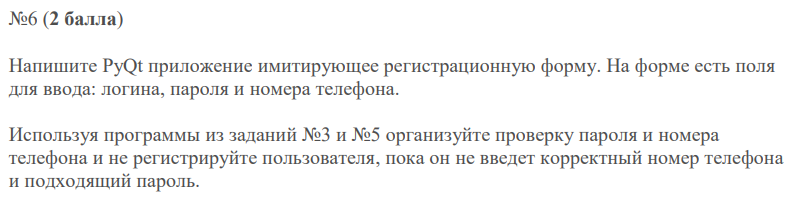 №6 (2 балла)
Напишите PyQt приложение имитирующее регистрационную форму. На форме есть поля
для ввода: логина, пароля и номера телефона.
Используя программы из заданий №3 и №5 организуйте проверку пароля и номера
телефона и не регистрируйте пользователя, пока он не введет корректный номер телефона
и подходящий пароль.